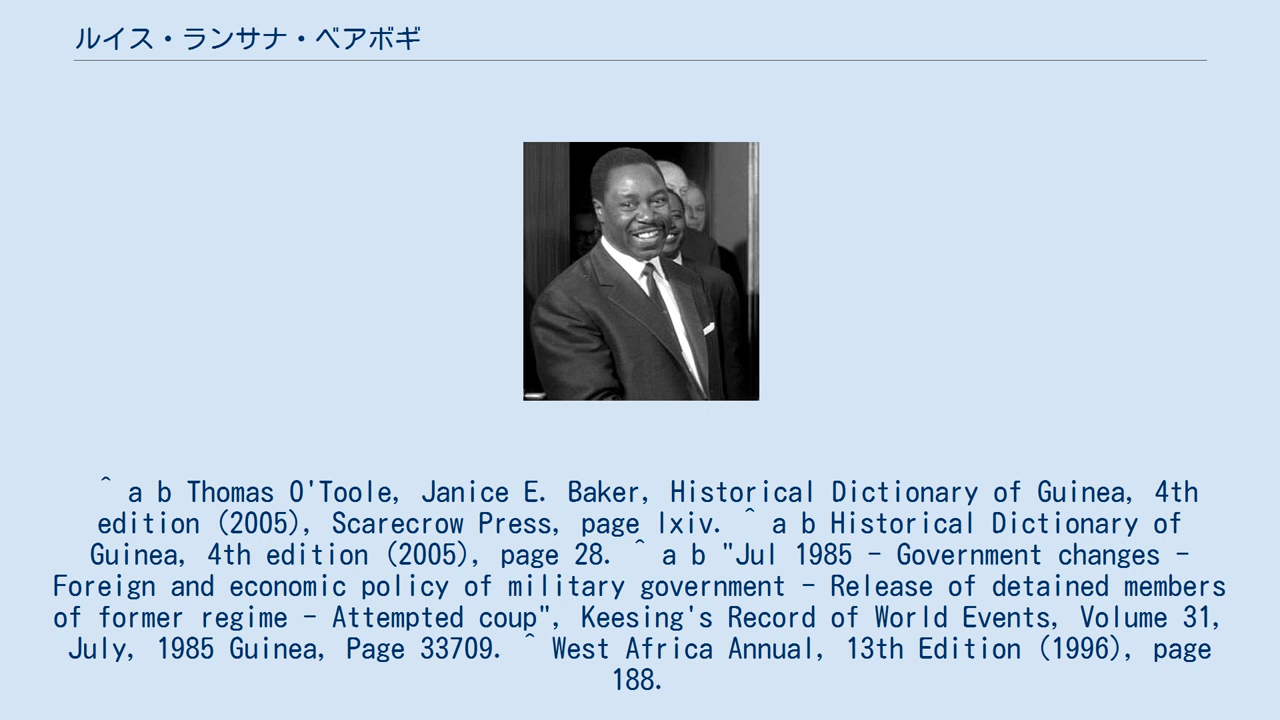 ルイス・ランサナ・ベアボギ
^ a b Thomas O'Toole, Janice E. Baker, Historical Dictionary of Guinea, 4th
edition (2005), Scarecrow Press, page lxiv. ^ a b Historical Dictionary of
Guinea, 4th edition (2005), page 28. ^ a b "Jul 1985 – Government changes –
Foreign and economic policy of military government – Release of detained members
of former regime – Attempted coup", Keesing's Record of World Events, Volume 31,
July, 1985 Guinea, Page 33709. ^ West Africa Annual, 13th Edition (1996), page
188.